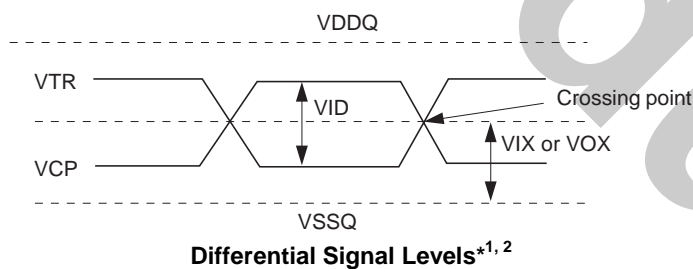 VDDQ
VTR
VID
Crossing point
VIX or VOX
VCP
VSSQ
Differential Signal Levels*1, 2